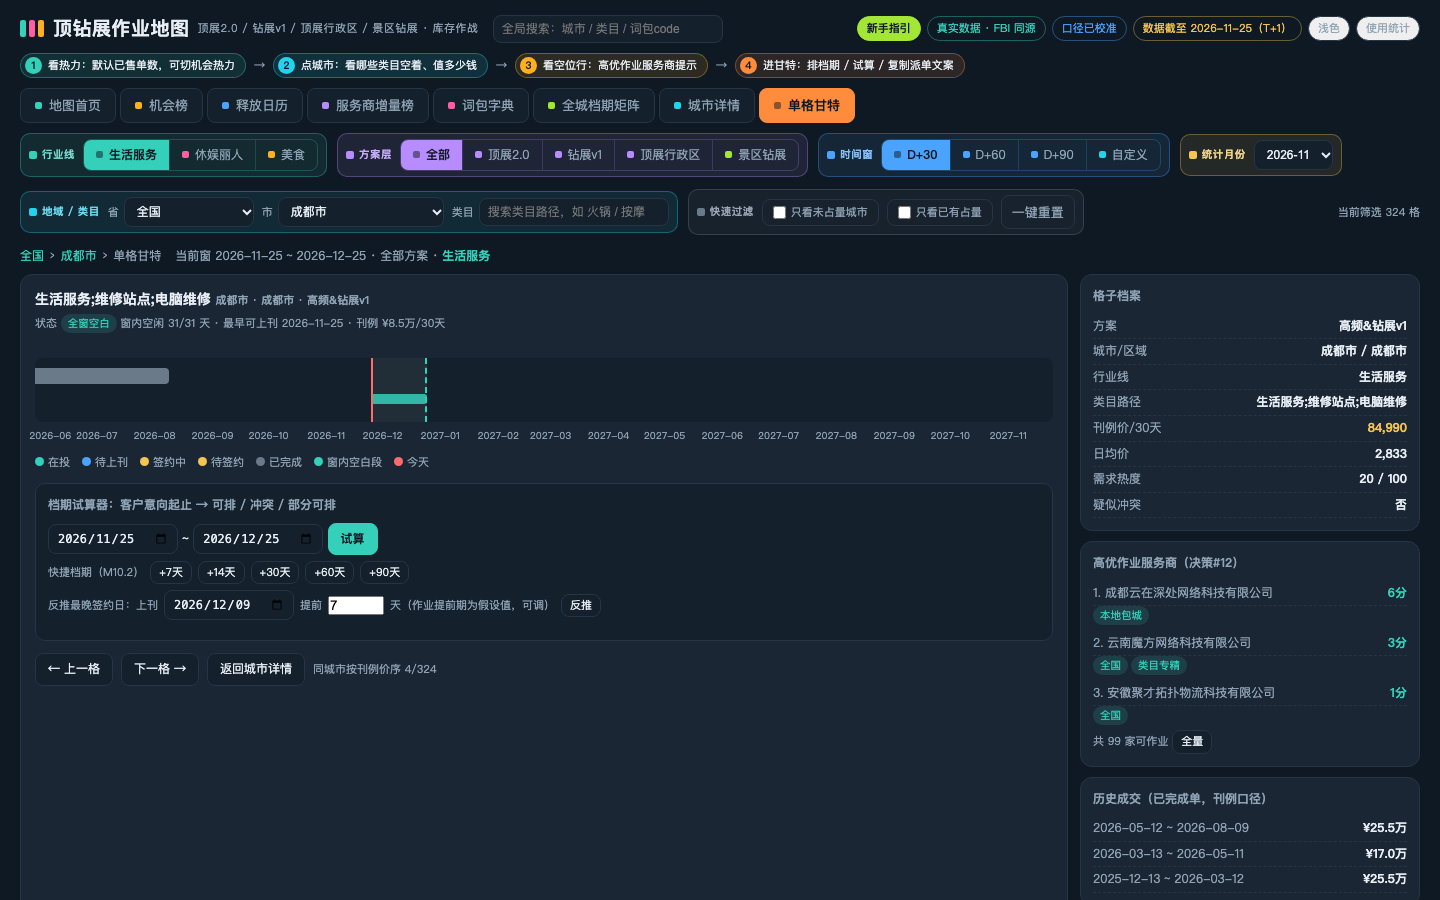 顶钻展作业地图
顶展2.0 / 钻展v1 / 顶展行政区 / 景区钻展 · 库存作战
全局搜索：城市 / 类目 / 词包code
新手指引
真实数据 · FBI 同源
口径已校准
数据截至 2026-11-25（T+1）
浅色
使用统计
1 看热力：默认已售单数，可切机会热力 → 2 点城市：看哪些类目空着、值多少钱 → 3 看空位行：高优作业服务商提示 → 4 进甘特：排档期 / 试算 / 复制派单文案
地图首页 机会榜 释放日历 服务商增量榜 词包字典 全城档期矩阵 城市详情 单格甘特
行业线 生活服务 休娱丽人 美食
方案层 全部 顶展2.0 钻展v1 顶展行政区 景区钻展
时间窗 D+30 D+60 D+90 自定义
统计月份 2026-11
地域 / 类目 省 全国 市 成都市 类目 搜索类目路径，如 火锅 / 按摩
快速过滤 只看未占量城市 只看已有占量 一键重置
当前筛选 324 格
全国 › 成都市 › 单格甘特 当前窗 2026-11-25 ~ 2026-12-25 · 全部方案 · 生活服务
生活服务;维修站点;电脑维修 成都市 · 成都市 · 高频&钻展v1
状态 全窗空白 窗内空闲 31/31 天 · 最早可上刊 2026-11-25 · 刊例 ¥8.5万/30天
2026-06 2026-07 2026-08 2026-09 2026-10 2026-11 2026-12 2027-01 2027-02 2027-03 2027-04 2027-05 2027-06 2027-07 2027-08 2027-09 2027-10 2027-11
在投 待上刊 签约中 待签约 已完成 窗内空白段 今天
档期试算器：客户意向起止 → 可排 / 冲突 / 部分可排
2026/11/25 ~ 2026/12/25 试算
快捷档期（M10.2） +7天 +14天 +30天 +60天 +90天
反推最晚签约日：上刊 2026/12/09 提前 7 天（作业提前期为假设值，可调） 反推
← 上一格 下一格 → 返回城市详情 同城市按刊例价序 4/324
格子档案
方案 高频&钻展v1
城市/区域 成都市 / 成都市
行业线 生活服务
类目路径 生活服务;维修站点;电脑维修
刊例价/30天 84,990
日均价 2,833
需求热度 20 / 100
疑似冲突 否
高优作业服务商（决策#12）
1. 成都云在深处网络科技有限公司 6分
本地包城
2. 云南魔方网络科技有限公司 3分
全国 类目专精
3. 安徽聚才拓扑物流科技有限公司 1分
全国
共 99 家可作业 全量
历史成交（已完成单，刊例口径）
2026-05-12 ~ 2026-08-09 ¥25.5万
2026-03-13 ~ 2026-05-11 ¥17.0万
2025-12-13 ~ 2026-03-12 ¥25.5万